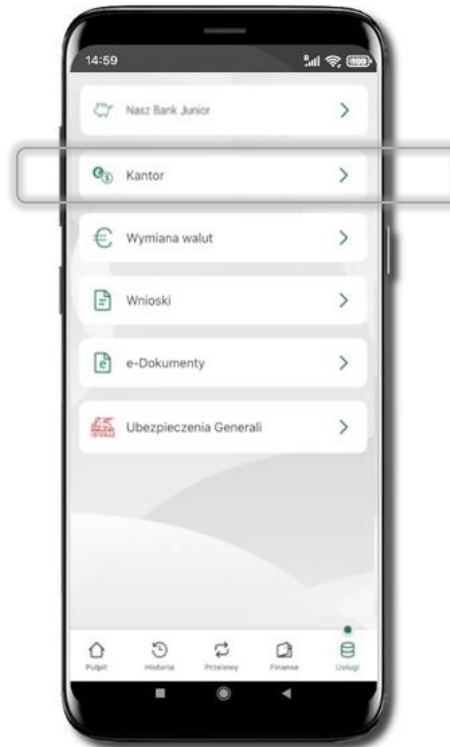 14:59
Nasz Bank Junior
Kantor
Wymiana walut
Wnioski
e-Dokumenty
Ubezpieczenia Generali
Pulpit
Historia
Przelewy
Finanse
Usługi